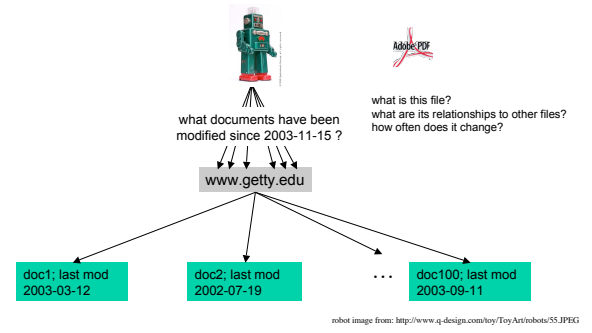 Adobe PDF
what is this file?
what are its relationships to other files?
how often does it change?
what documents have been
modified since 2003-11-15 ?
www.getty.edu
doc1; last mod
2003-03-12
doc2; last mod
2002-07-19
...
doc100; last mod
2003-09-11
robot image from: http://www.q-design.com/toy/ToyArt/robots/55.JPEG